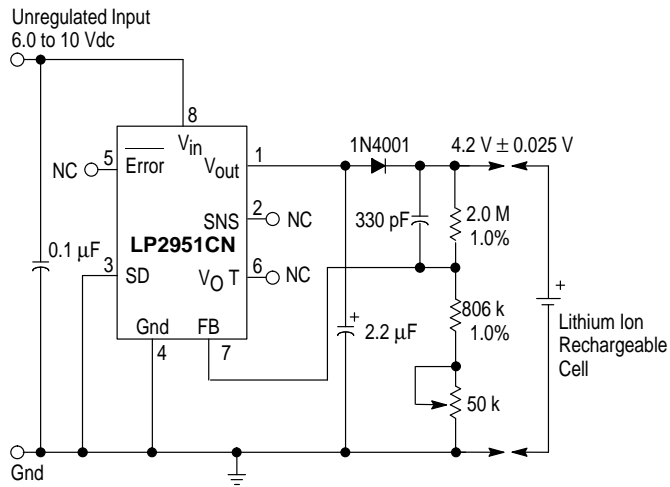 Unregulated Input
6.0 to 10 Vdc
8
1N4001
4.2 V ± 0.025 V
5
Vin
1
NC
Error
Vout
2
SNS
NC
330 pF
2.0 M
1.0%
LP2951CN
0.1 µF
3
6
SD
VO T
NC
+
806 k
1.0%
Gnd
FB
+
2.2 µF
4
7
Lithium Ion
Rechargeable
Cell
50 k
Gnd